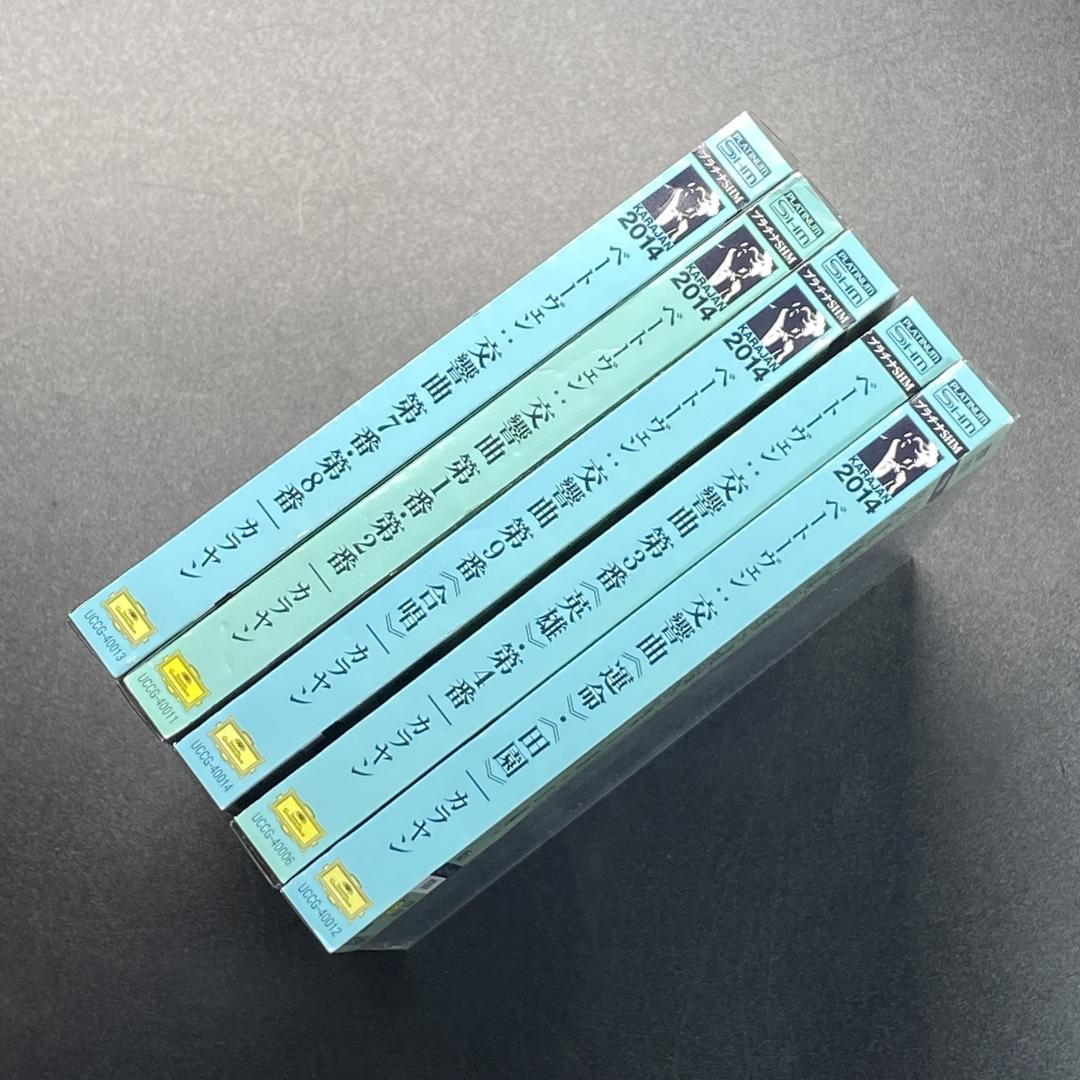 PLATINUM
SHM
プラチナSHM
KARAJAN
2014
ベートーヴェン:交響曲 第7番・第8番|カラヤン
UCCG-40013
PLATINUM
SHM
プラチナSHM
KARAJAN
2014
ベートーヴェン:交響曲 第1番・第2番|カラヤン
UCCG-40011
PLATINUM
SHM
プラチナSHM
KARAJAN
2014
ベートーヴェン:交響曲 第9番《合唱》|カラヤン
UCCG-40014
PLATINUM
SHM
プラチナSHM
ベートーヴェン:交響曲 第3番《英雄》・第4番|カラヤン
UCCG-40006
PLATINUM
SHM
プラチナSHM
KARAJAN
2014
ベートーヴェン:交響曲《運命》・《田園》|カラヤン
UCCG-40012